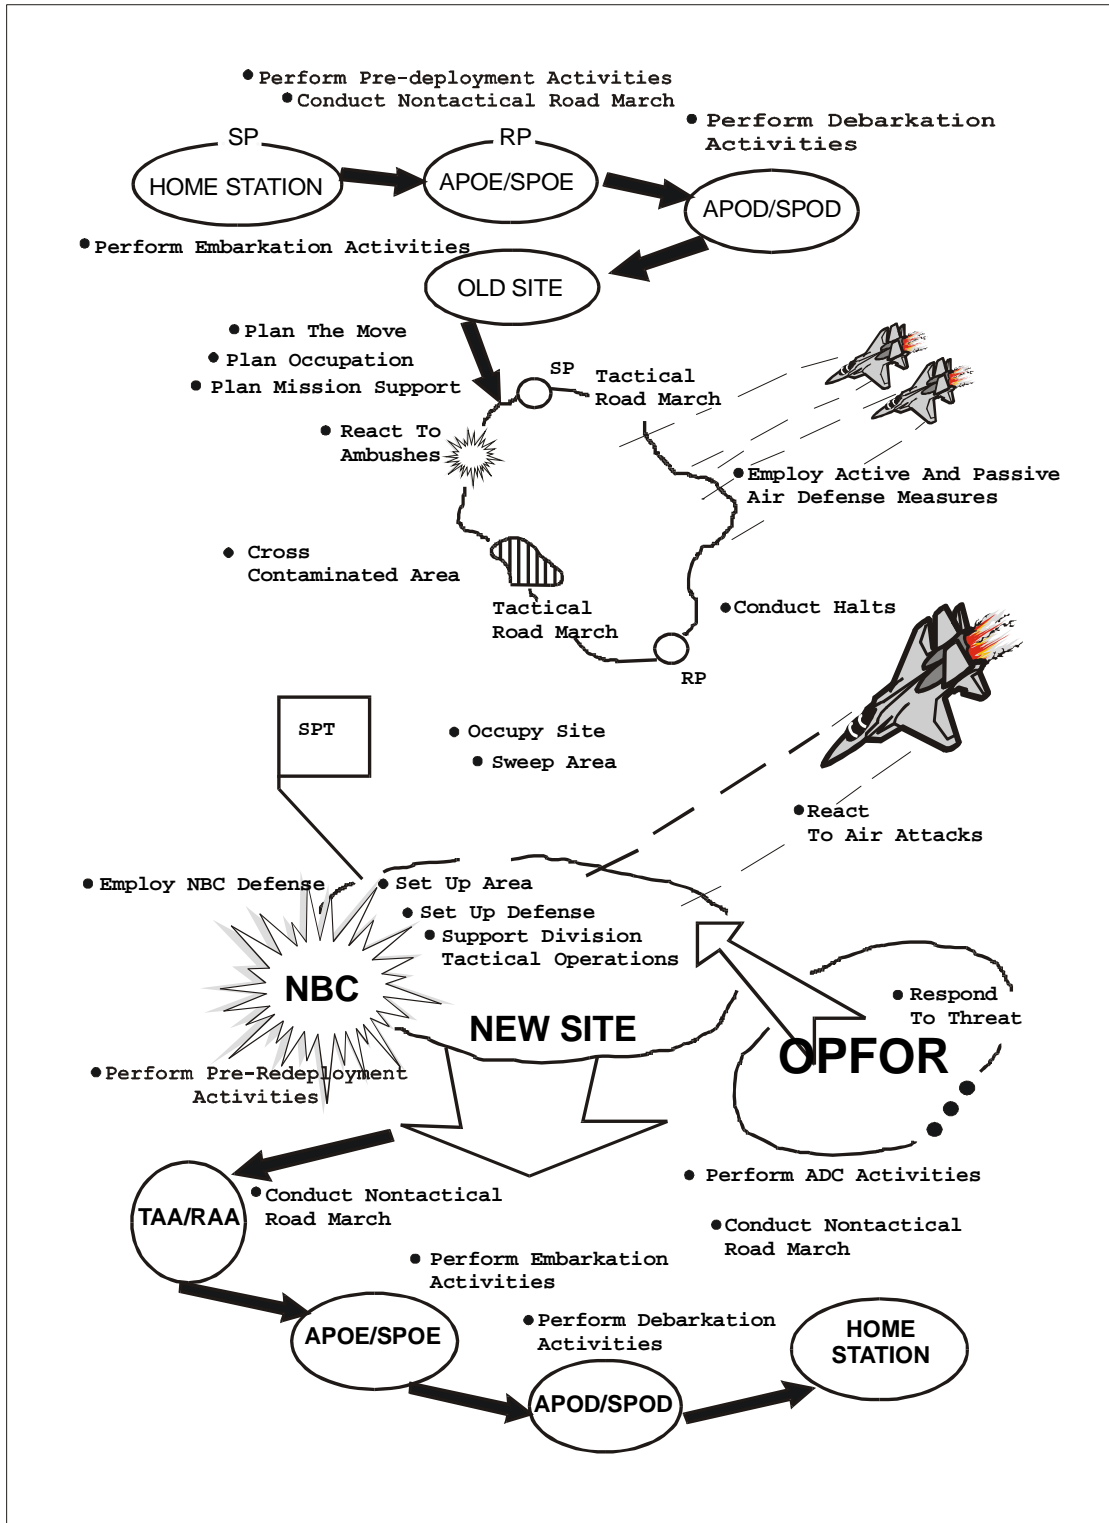 • Perform Pre-deployment Activities
• Conduct Nontactical Road March
• Perform Debarkation
Activities
SP
RP
HOME STATION
APOE/SPOE
APOD/SPOD
• Perform Embarkation Activities
OLD SITE
• Plan The Move
• Plan Occupation
• Plan Mission Support
SP
Tactical
Road March
• React To
Ambushes
• Employ Active And Passive
Air Defense Measures
• Cross
Contaminated Area
Tactical
Road March
• Conduct Halts
RP
SPT
• Occupy Site
• Sweep Area
• React
To Air Attacks
• Employ NBC Defense
• Set Up Area
• Set Up Defense
• Support Division
Tactical Operations
NBC
NEW SITE
• Respond
To Threat
OPFOR
• Perform Pre-Redeployment
Activities
• Perform ADC Activities
TAA/RAA
• Conduct Nontactical
Road March
• Conduct Nontactical
Road March
• Perform Embarkation
Activities
APOE/SPOE
• Perform Debarkation
Activities
HOME
STATION
APOD/SPOD